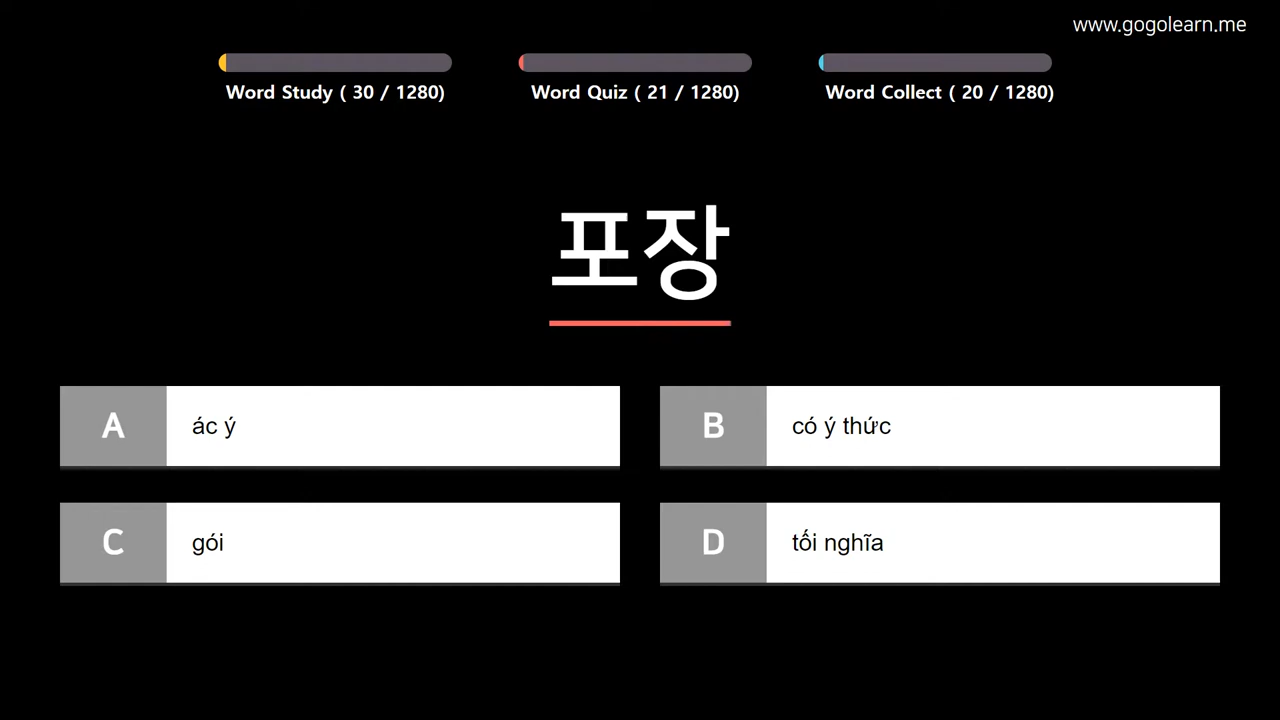 www.gogolearn.me
Word Study ( 30 / 1280)
Word Quiz ( 21 / 1280)
Word Collect ( 20 / 1280)
포장
A ác ý
B có ý thức
C gói
D tối nghĩa